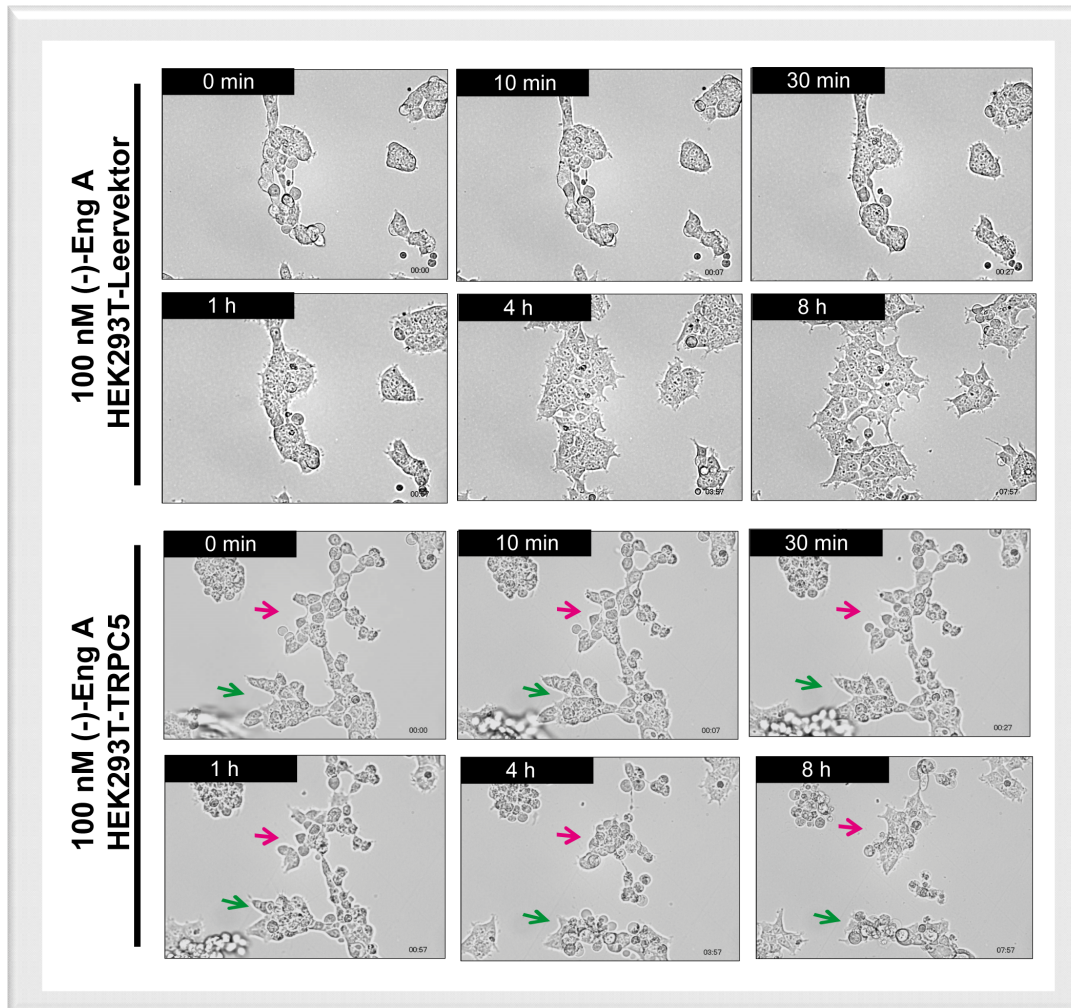 100 nM (-)-Eng A
HEK293T-Leervektor
0 min
10 min
30 min
00:00
00:07
00:27
1 h
4 h
8 h
03:57
07:57
100 nM (-)-Eng A
HEK293T-TRPC5
0 min
10 min
30 min
00:00
00:07
00:27
1 h
4 h
8 h
00:57
03:57
07:57